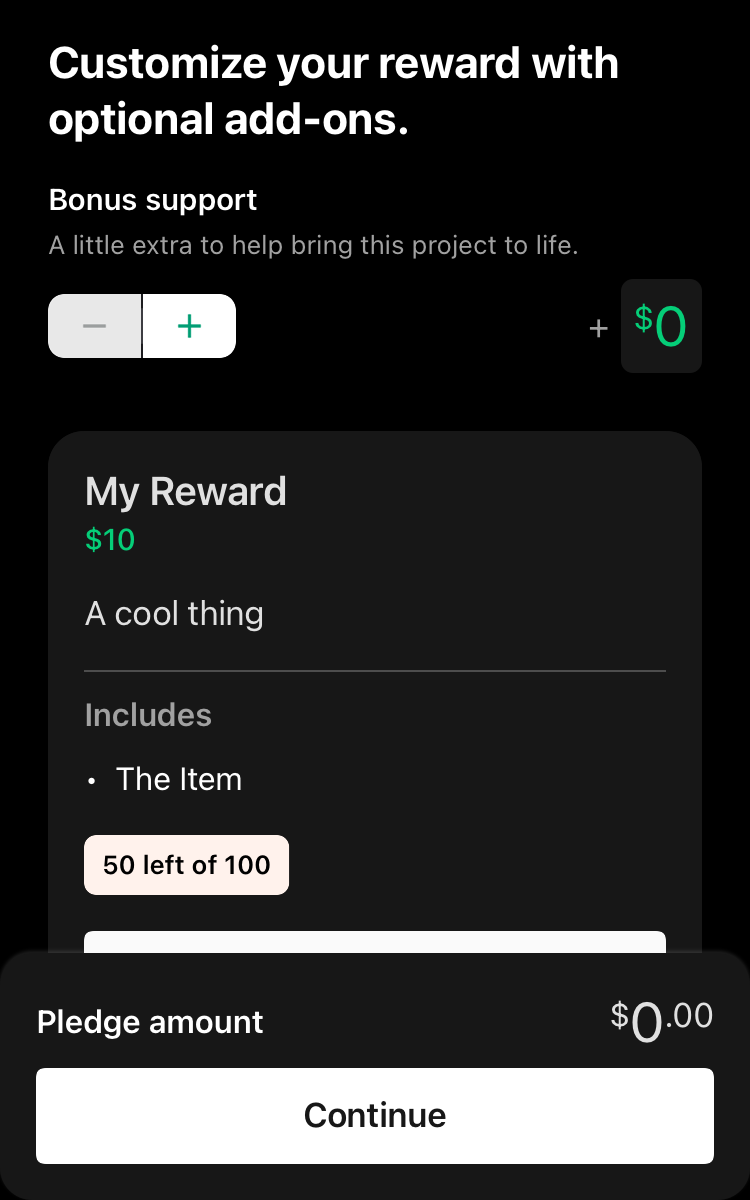 Customize your reward with
optional add-ons.
Bonus support
A little extra to help bring this project to life.
− + + $0
My Reward
$10
A cool thing
Includes
• The Item
50 left of 100
Pledge amount $0.00
Continue